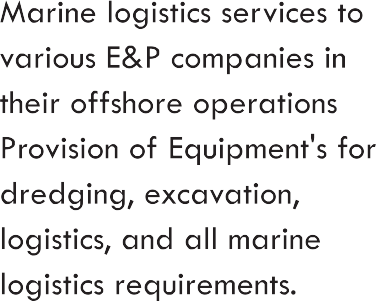 Marine logistics services to
various E&P companies in
their offshore operations
Provision of Equipment's for
dredging, excavation,
logistics, and all marine
logistics requirements.